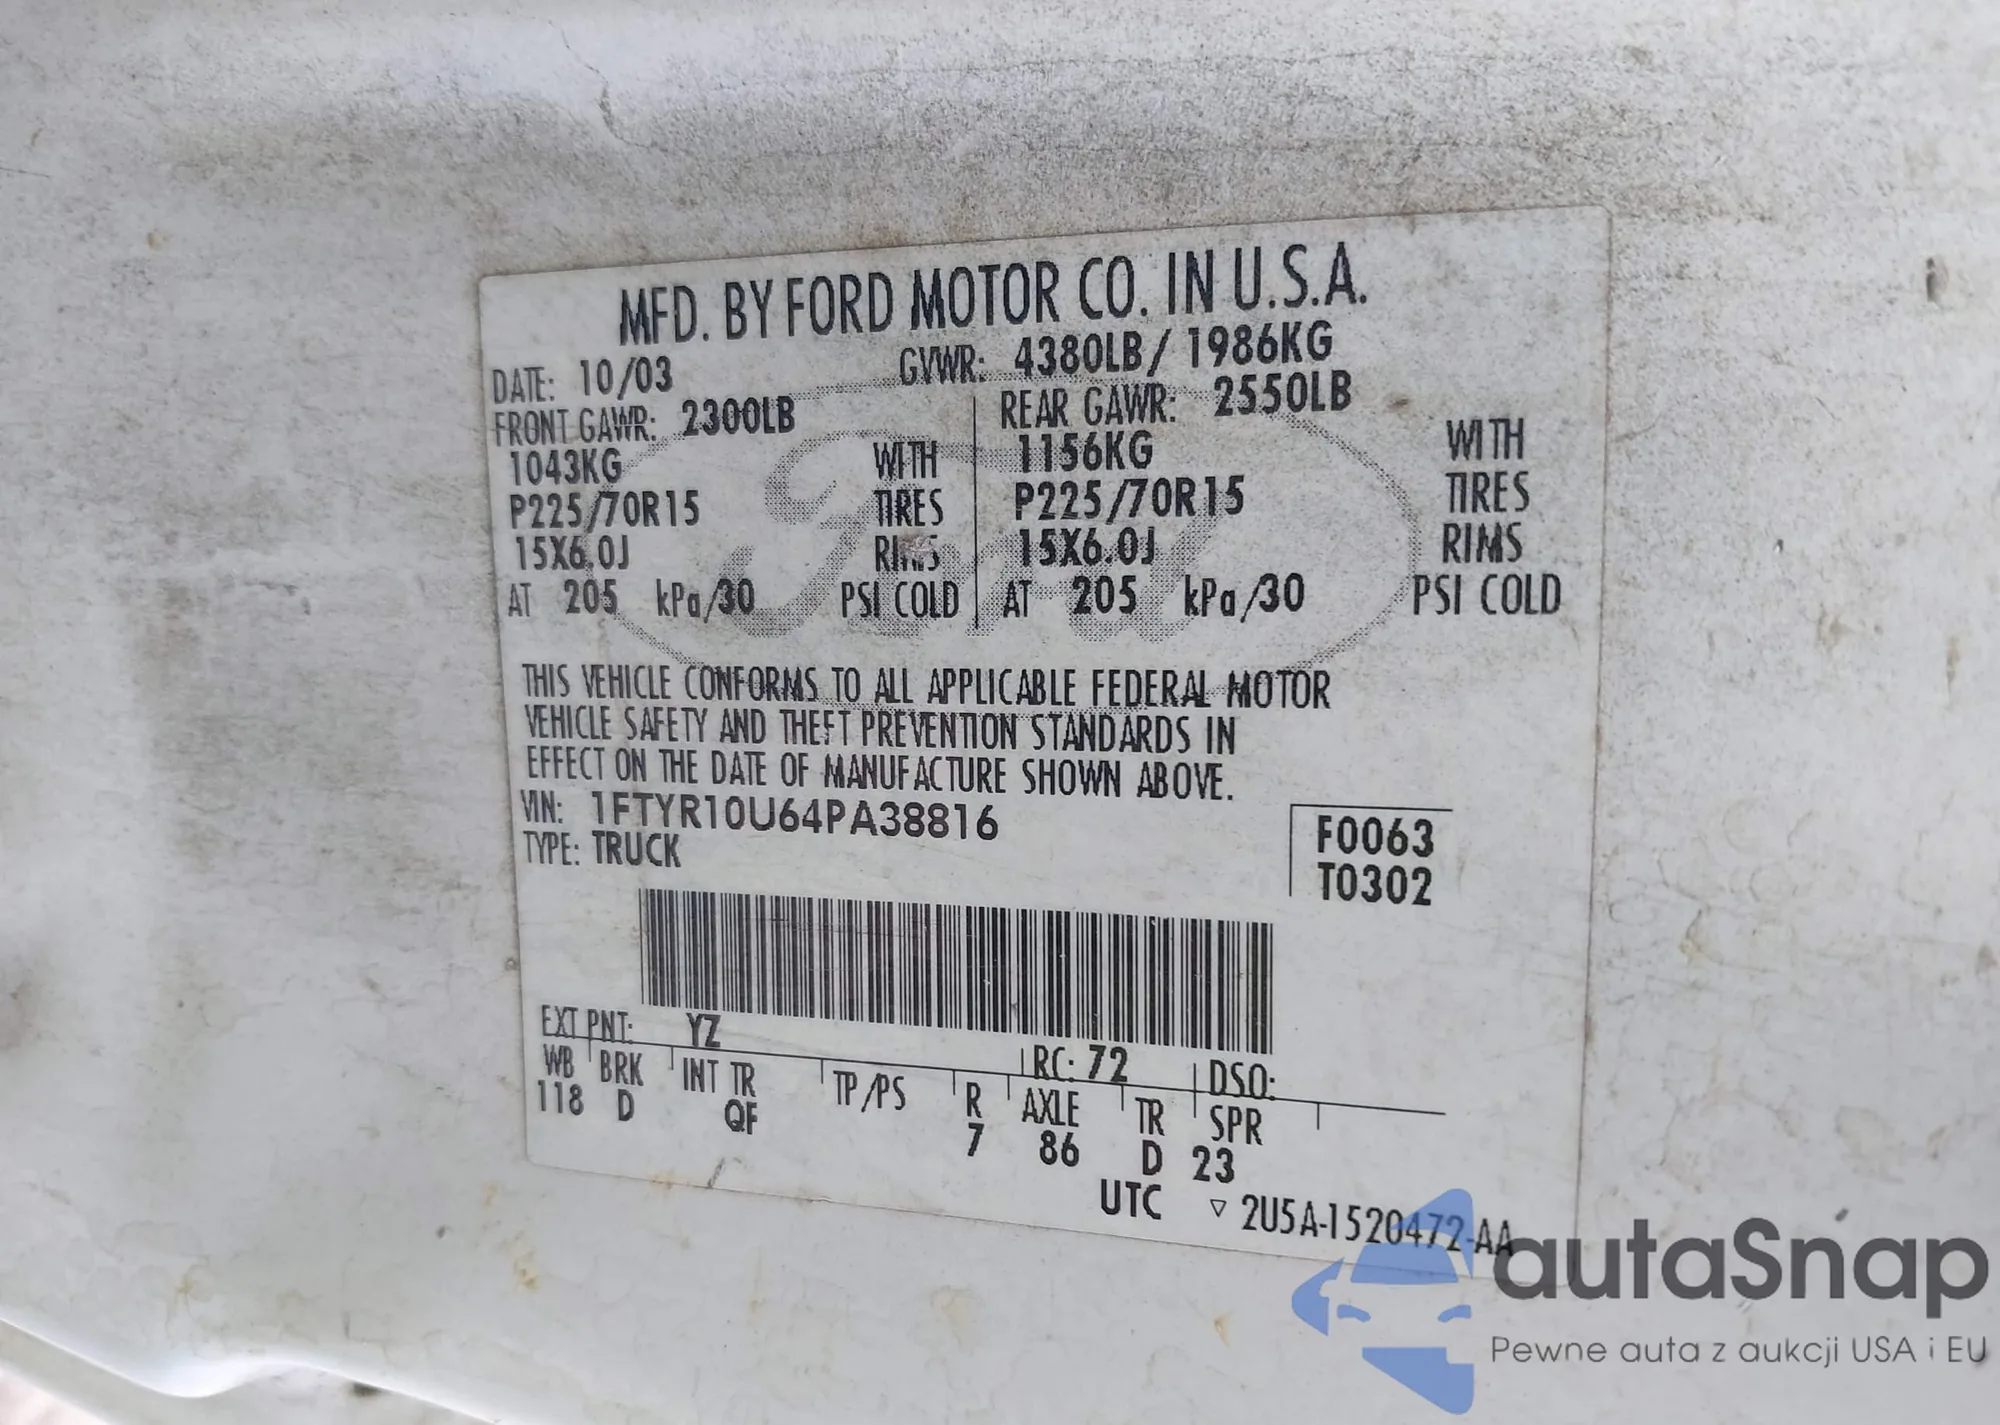 MFD. BY FORD MOTOR CO. IN U.S.A.
DATE: 10/03 GVWR: 4380LB / 1986KG
FRONT GAWR: 2300LB REAR GAWR: 2550LB
1043KG WITH 1156KG WITH
P225/70R15 TIRES P225/70R15 TIRES
15X6.0J RIMS 15X6.0J RIMS
AT 205 kPa/30 PSI COLD AT 205 kPa/30 PSI COLD
THIS VEHICLE CONFORMS TO ALL APPLICABLE FEDERAL MOTOR
VEHICLE SAFETY AND THEFT PREVENTION STANDARDS IN
EFFECT ON THE DATE OF MANUFACTURE SHOWN ABOVE.
VIN: 1FTYR10U64PA38816
TYPE: TRUCK
F0063
T0302
EXT PNT: YZ RC: 72 DSO:
WB BRK INT TR TP/PS R AXLE TR SPR
118 D QF 7 86 D 23
UTC ▽ 2U5A-1520472-AA
Ford
autaSnap
Pewne auta z aukcji USA i EU